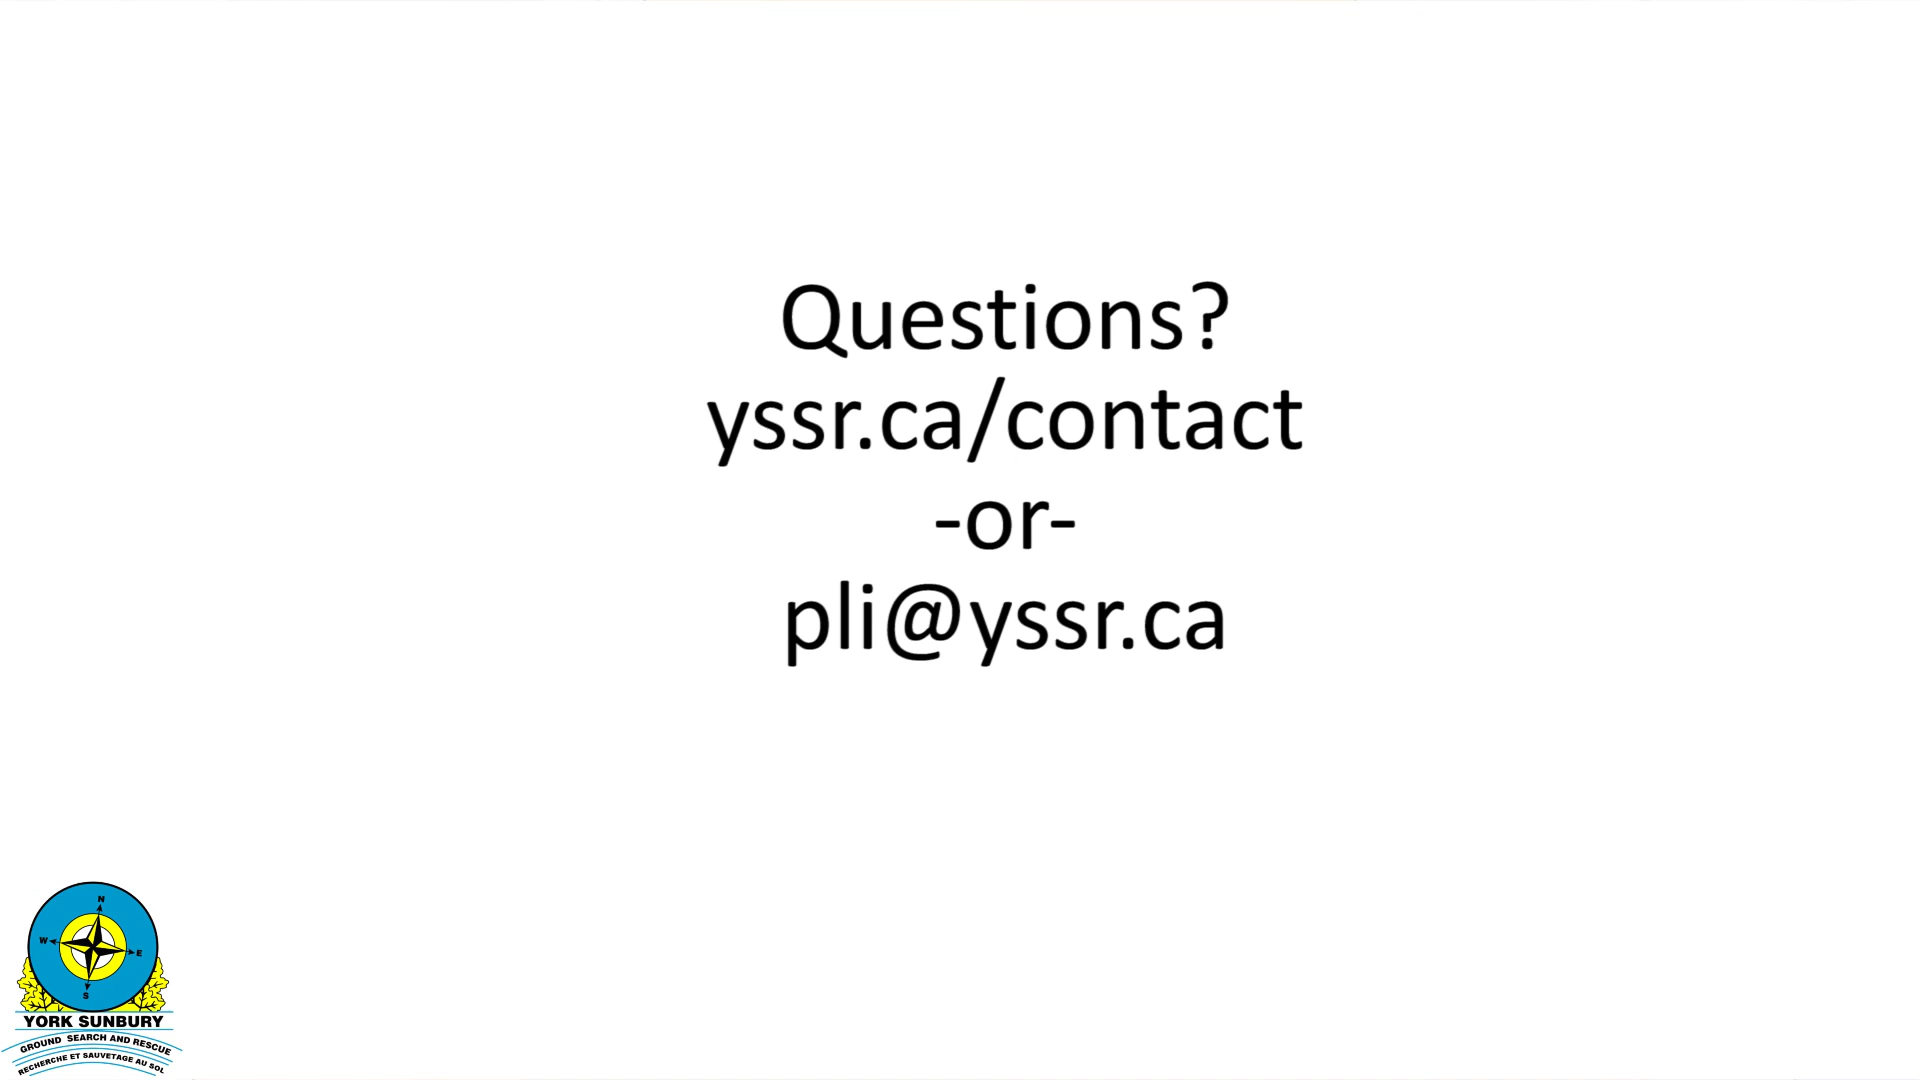 Questions?
yssr.ca/contact
-or-
pli@yssr.ca
N
W
E
S
YORK SUNBURY
GROUND SEARCH AND RESCUE
RECHERCHE ET SAUVETAGE AU SOL